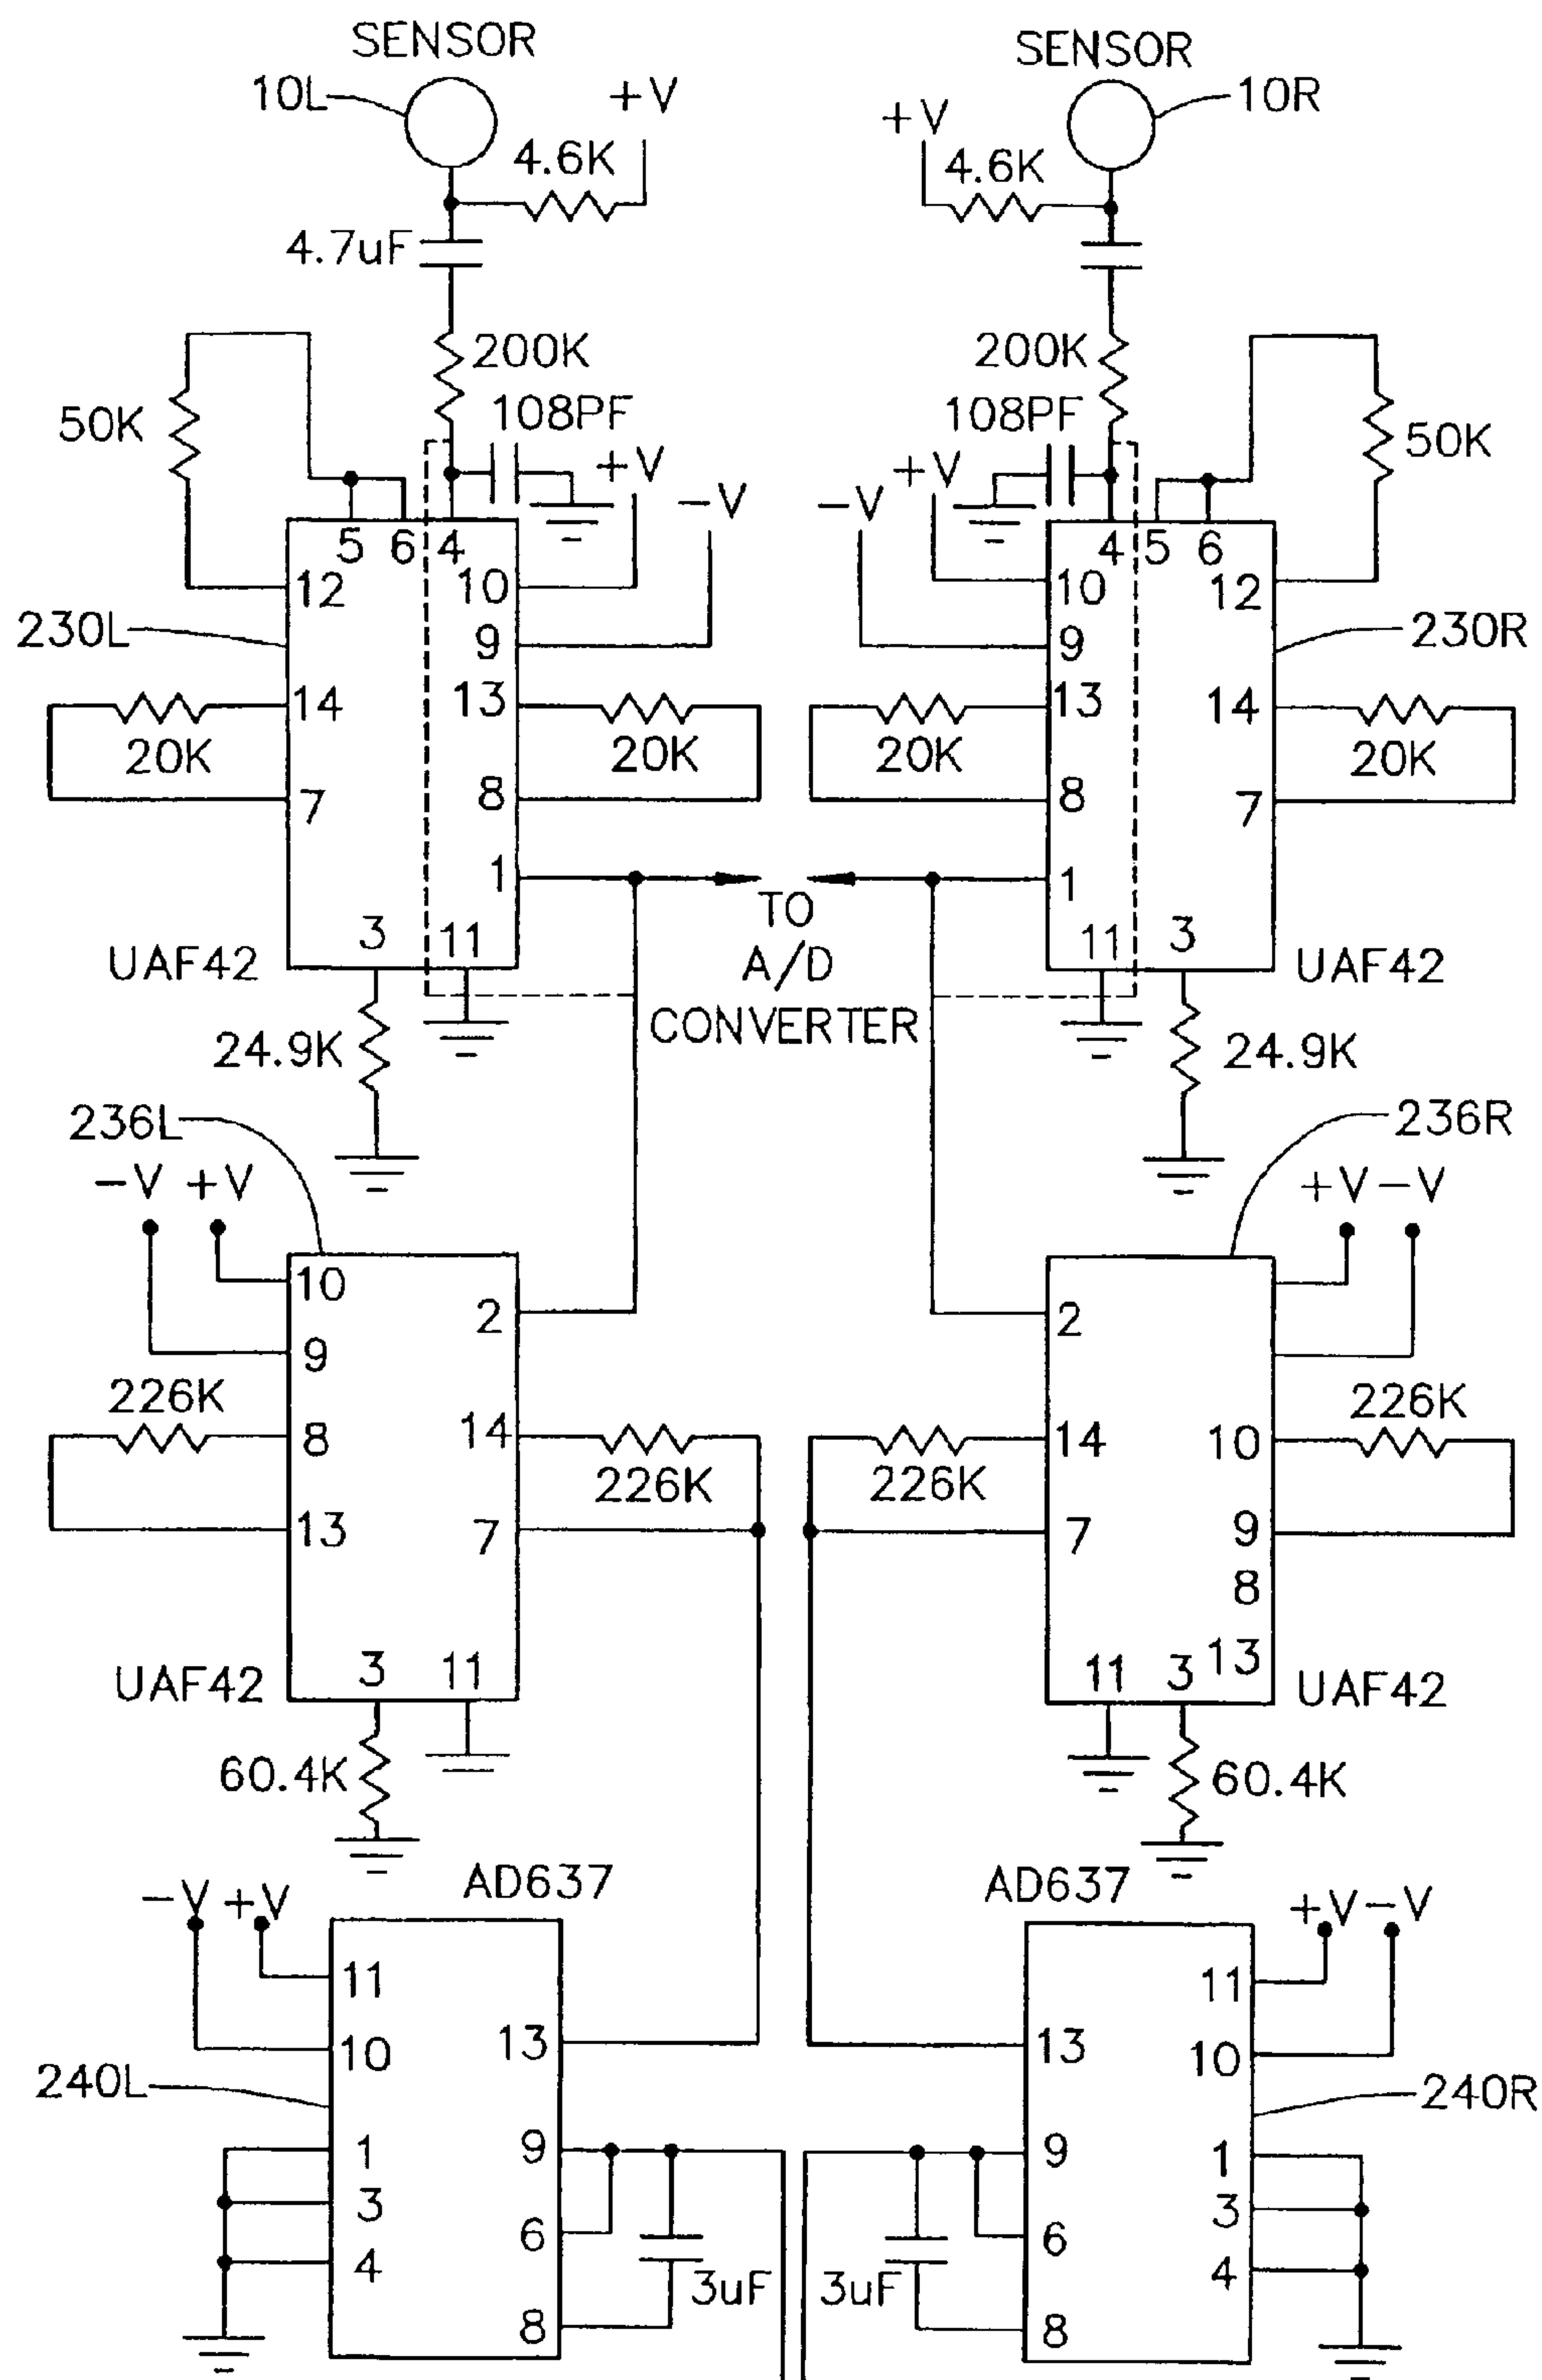 SENSOR
SENSOR
10L
+V
+V
10R
4.6K
4.6K
4.7uF
200K
200K
50K
108PF
108PF
50K
+V
-V
+V
-V
5 6 4
4 5 6
12
10
10
12
230L
9
9
230R
14
13
13
14
20K
20K
20K
20K
7
8
8
7
1
1
TO
A/D
CONVERTER
3
11
11
3
UAF42
UAF42
24.9K
24.9K
236L
236R
-V +V
+V -V
10
2
2
9
226K
226K
8
14
14
10
226K
226K
13
7
7
9
8
13
3
11
11
3
UAF42
UAF42
60.4K
60.4K
AD637
AD637
-V +V
+V -V
11
11
10
13
13
10
240L
240R
1
9
9
1
3
6
6
3
4
4
3uF
3uF
8
8